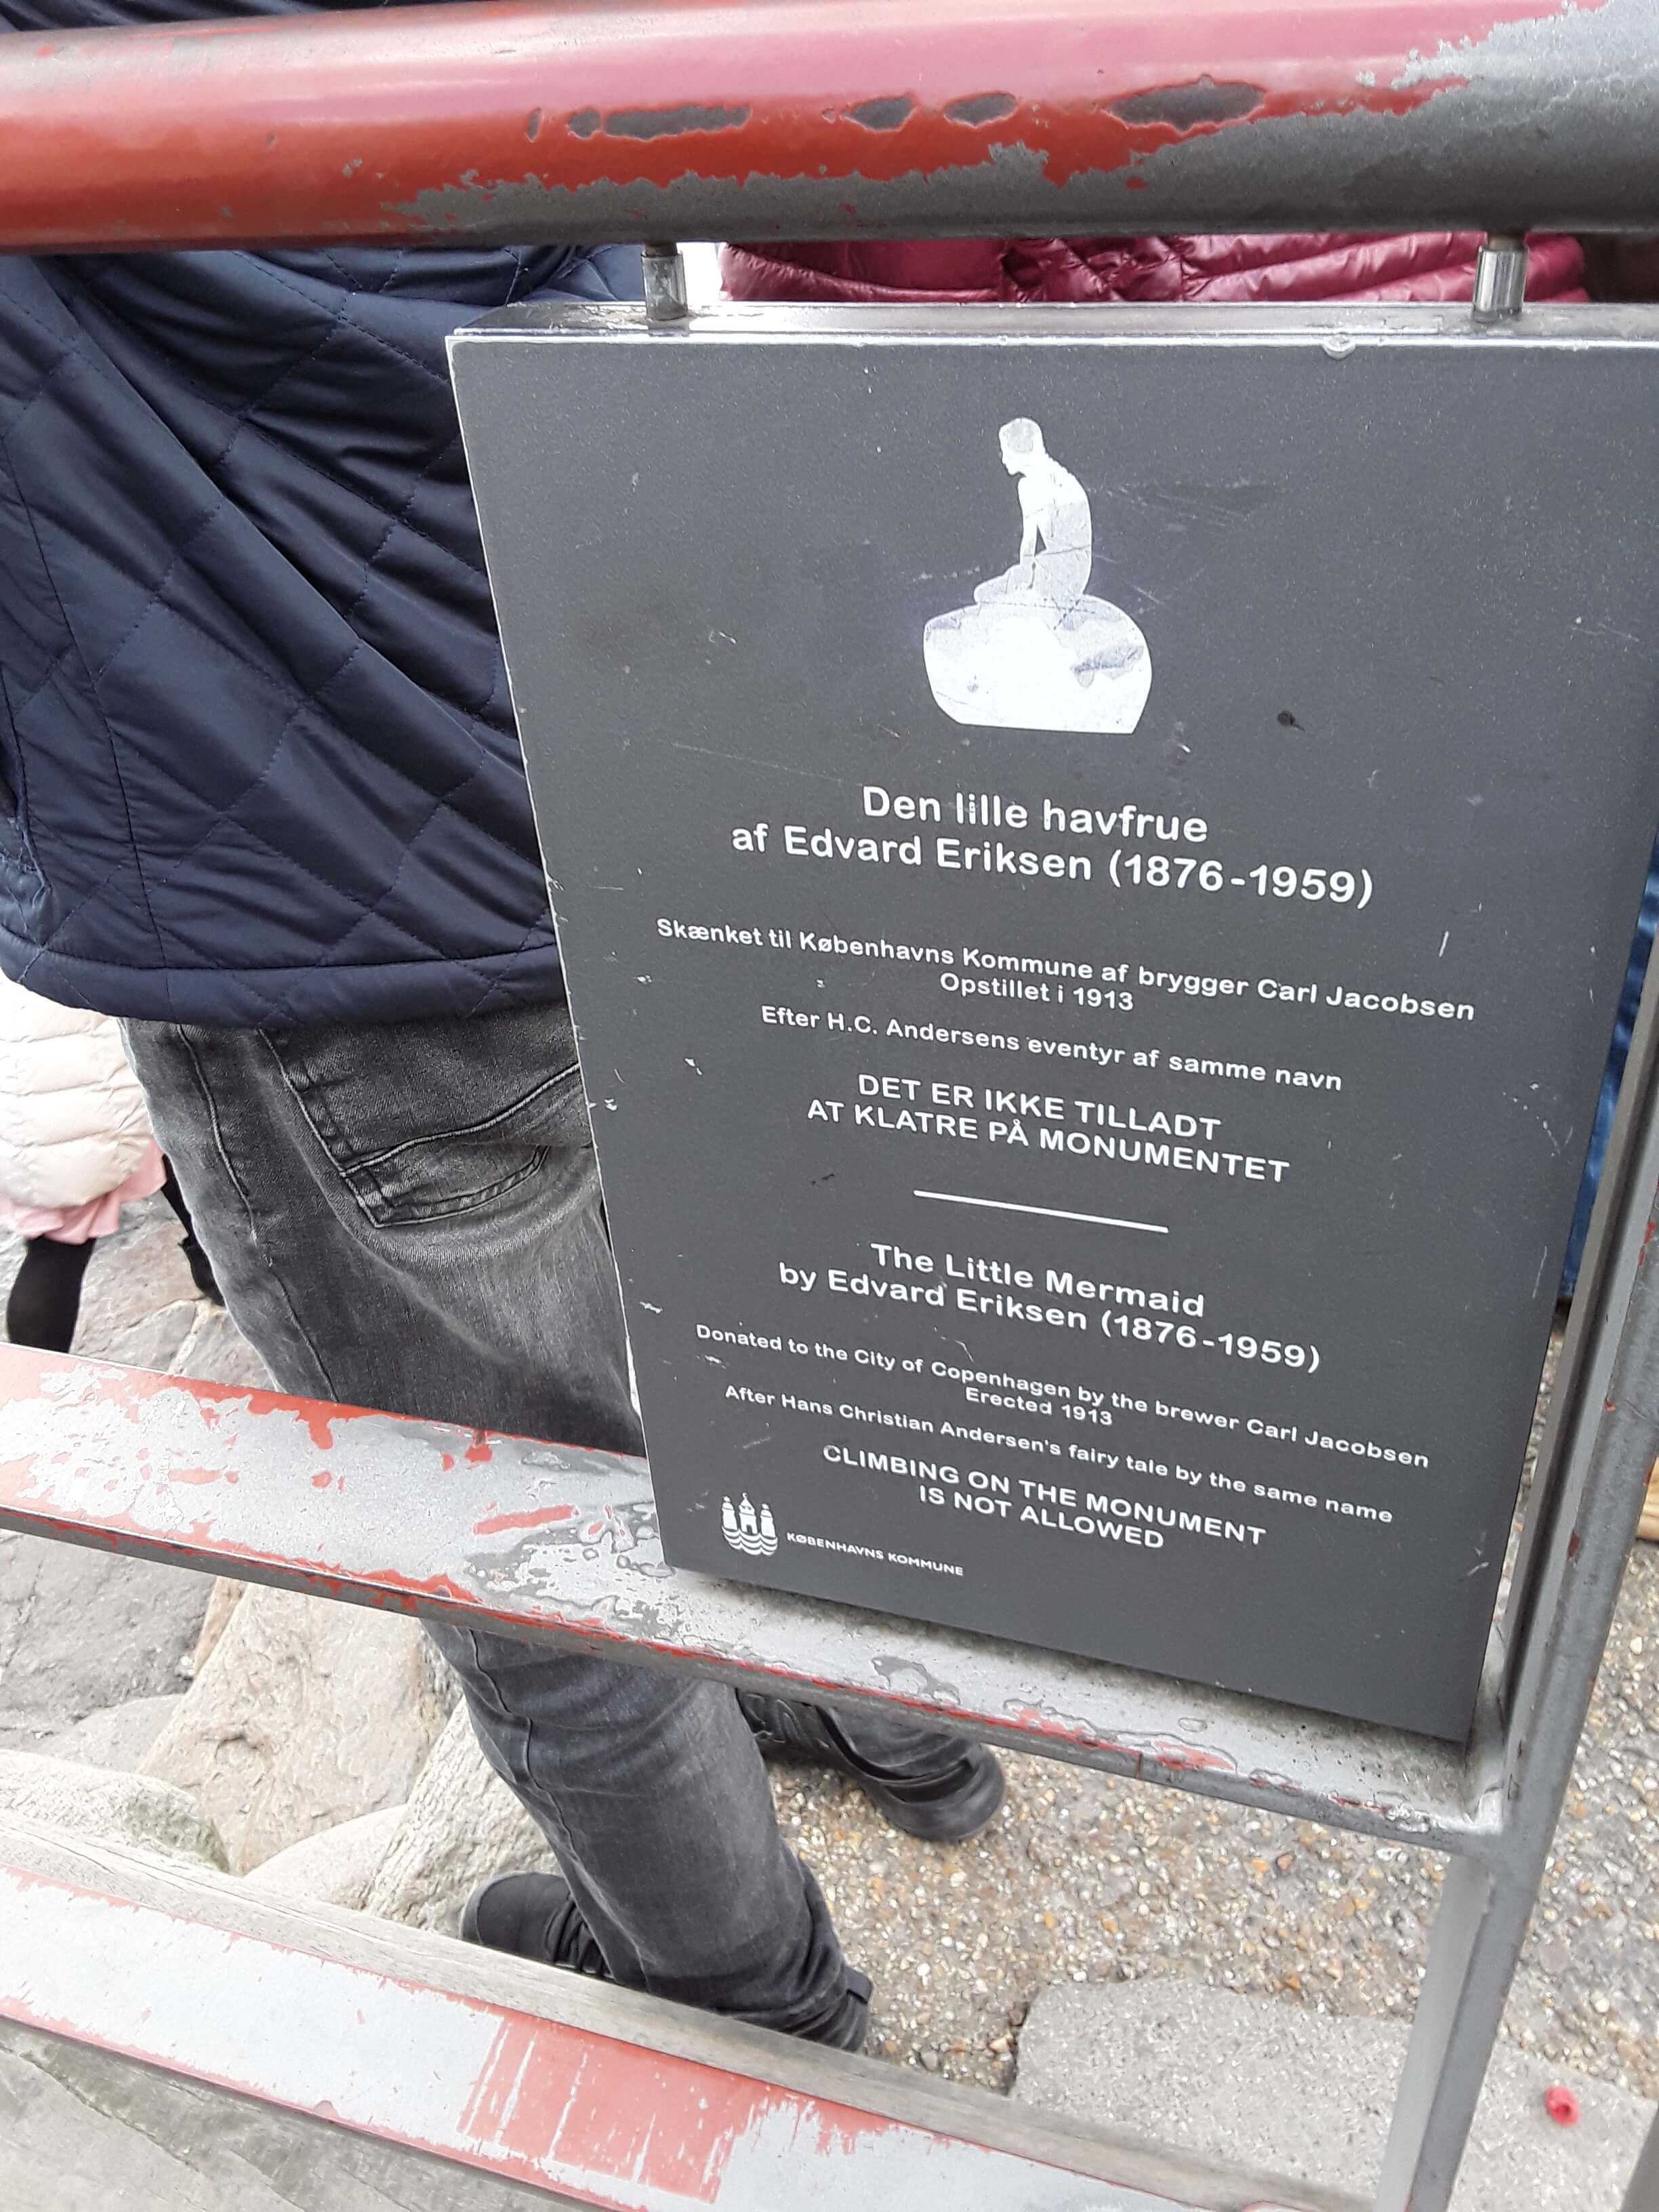 Den lille havfrue
af Edvard Eriksen (1876-1959)
Skænket til Københavns Kommune af brygger Carl Jacobsen
Opstillet i 1913
Efter H.C. Andersens eventyr af samme navn
DET ER IKKE TILLADT
AT KLATRE PÅ MONUMENTET
The Little Mermaid
by Edvard Eriksen (1876-1959)
Donated to the City of Copenhagen by the brewer Carl Jacobsen
Erected 1913
After Hans Christian Andersen's fairy tale by the same name
CLIMBING ON THE MONUMENT
IS NOT ALLOWED
KØBENHAVNS KOMMUNE